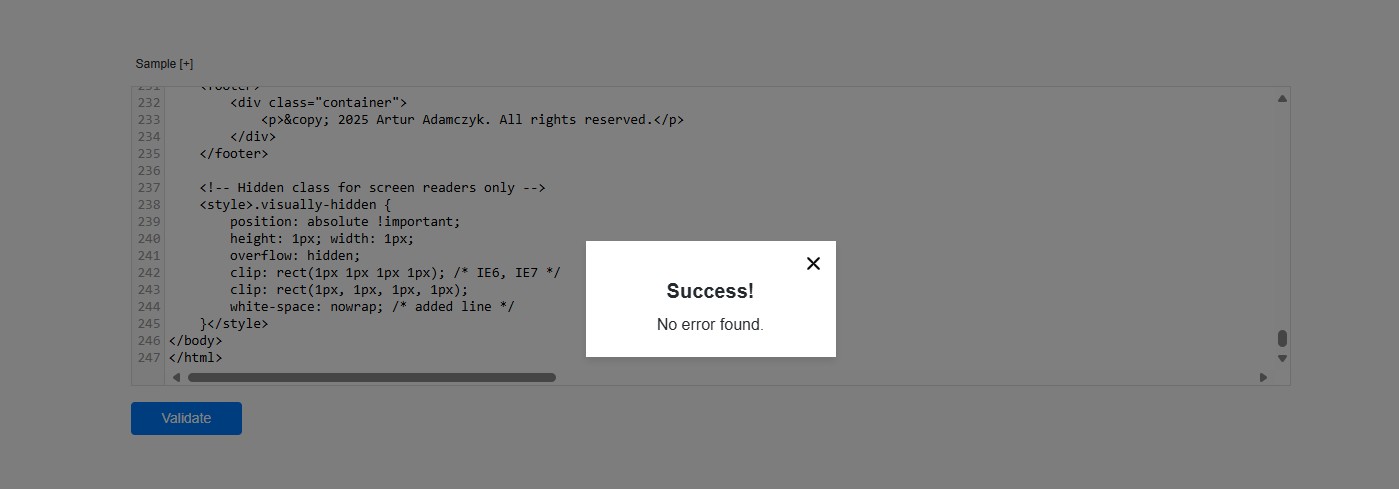 Sample [+]
231 <footer>
232 <div class="container">
233 <p>&copy; 2025 Artur Adamczyk. All rights reserved.</p>
234 </div>
235 </footer>
236
237 <!-- Hidden class for screen readers only -->
238 <style>.visually-hidden {
239 position: absolute !important;
240 height: 1px; width: 1px;
241 overflow: hidden;
242 clip: rect(1px 1px 1px 1px); /* IE6, IE7 */
243 clip: rect(1px, 1px, 1px, 1px);
244 white-space: nowrap; /* added line */
245 }</style>
246 </body>
247 </html>
Success!
No error found.
Validate